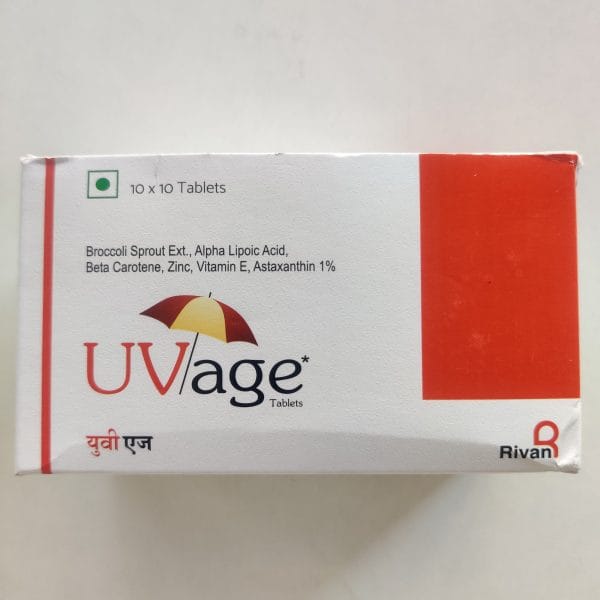 10 x 10 Tablets
Broccoli Sprout Ext., Alpha Lipoic Acid,
Beta Carotene, Zinc, Vitamin E, Astaxanthin 1%
UVage*
Tablets
युवी एज
Rivan